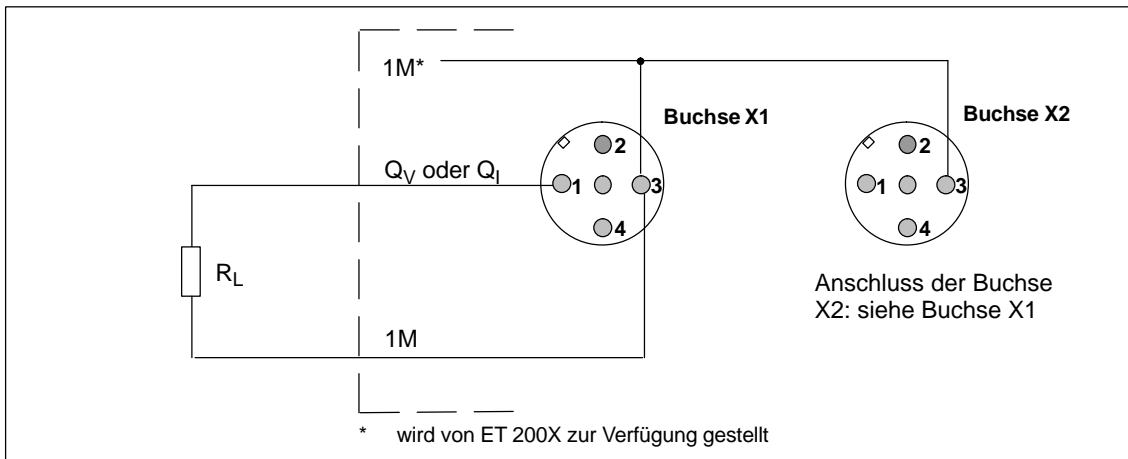 1M*
Buchse X1
Buchse X2
2
2
QV oder QI
1
3
1
3
4
4
RL
Anschluss der Buchse
X2: siehe Buchse X1
1M
* wird von ET 200X zur Verfügung gestellt